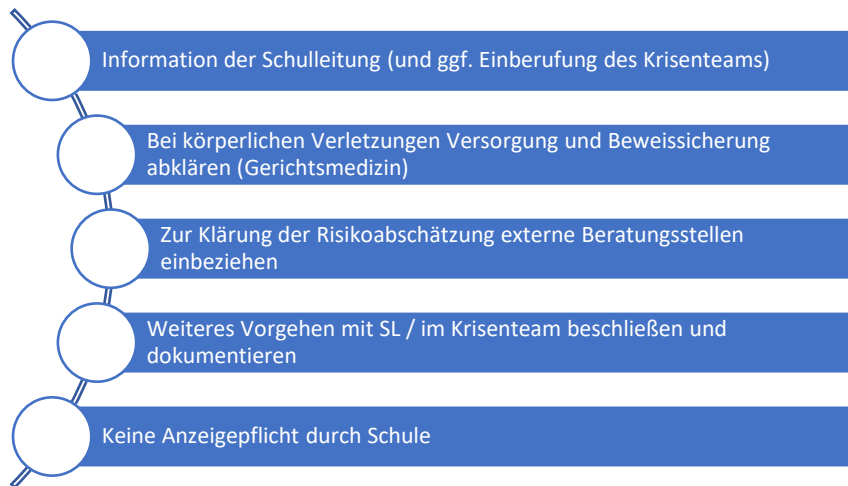 Information der Schulleitung (und ggf. Einberufung des Krisenteams)
Bei körperlichen Verletzungen Versorgung und Beweissicherung
abklären (Gerichtsmedizin)
Zur Klärung der Risikoabschätzung externe Beratungsstellen
einbeziehen
Weiteres Vorgehen mit SL / im Krisenteam beschließen und
dokumentieren
Keine Anzeigepflicht durch Schule